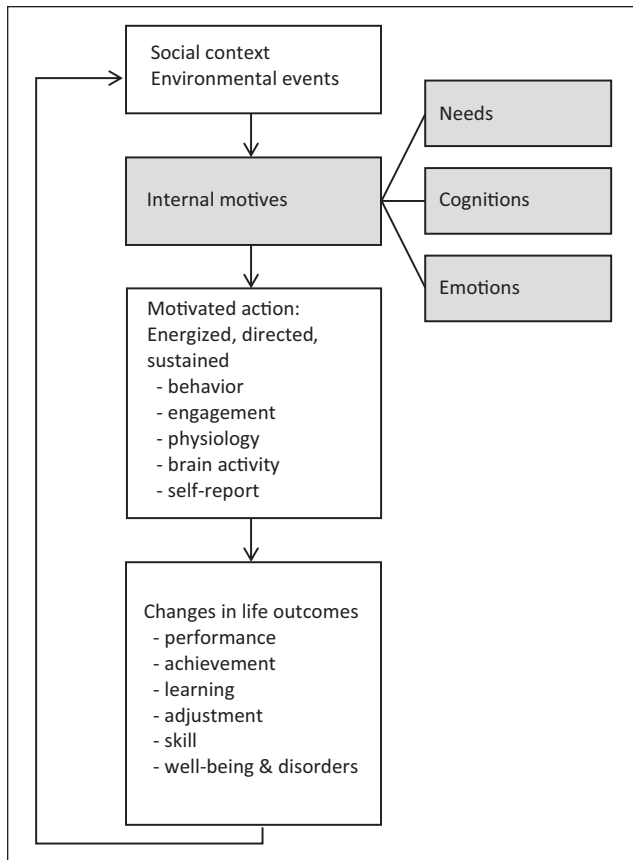 Social context
Environmental events
Needs
Internal motives
Cognitions
Emotions
Motivated action:
Energized, directed,
sustained
- behavior
- engagement
- physiology
- brain activity
- self-report
Changes in life outcomes
- performance
- achievement
- learning
- adjustment
- skill
- well-being & disorders